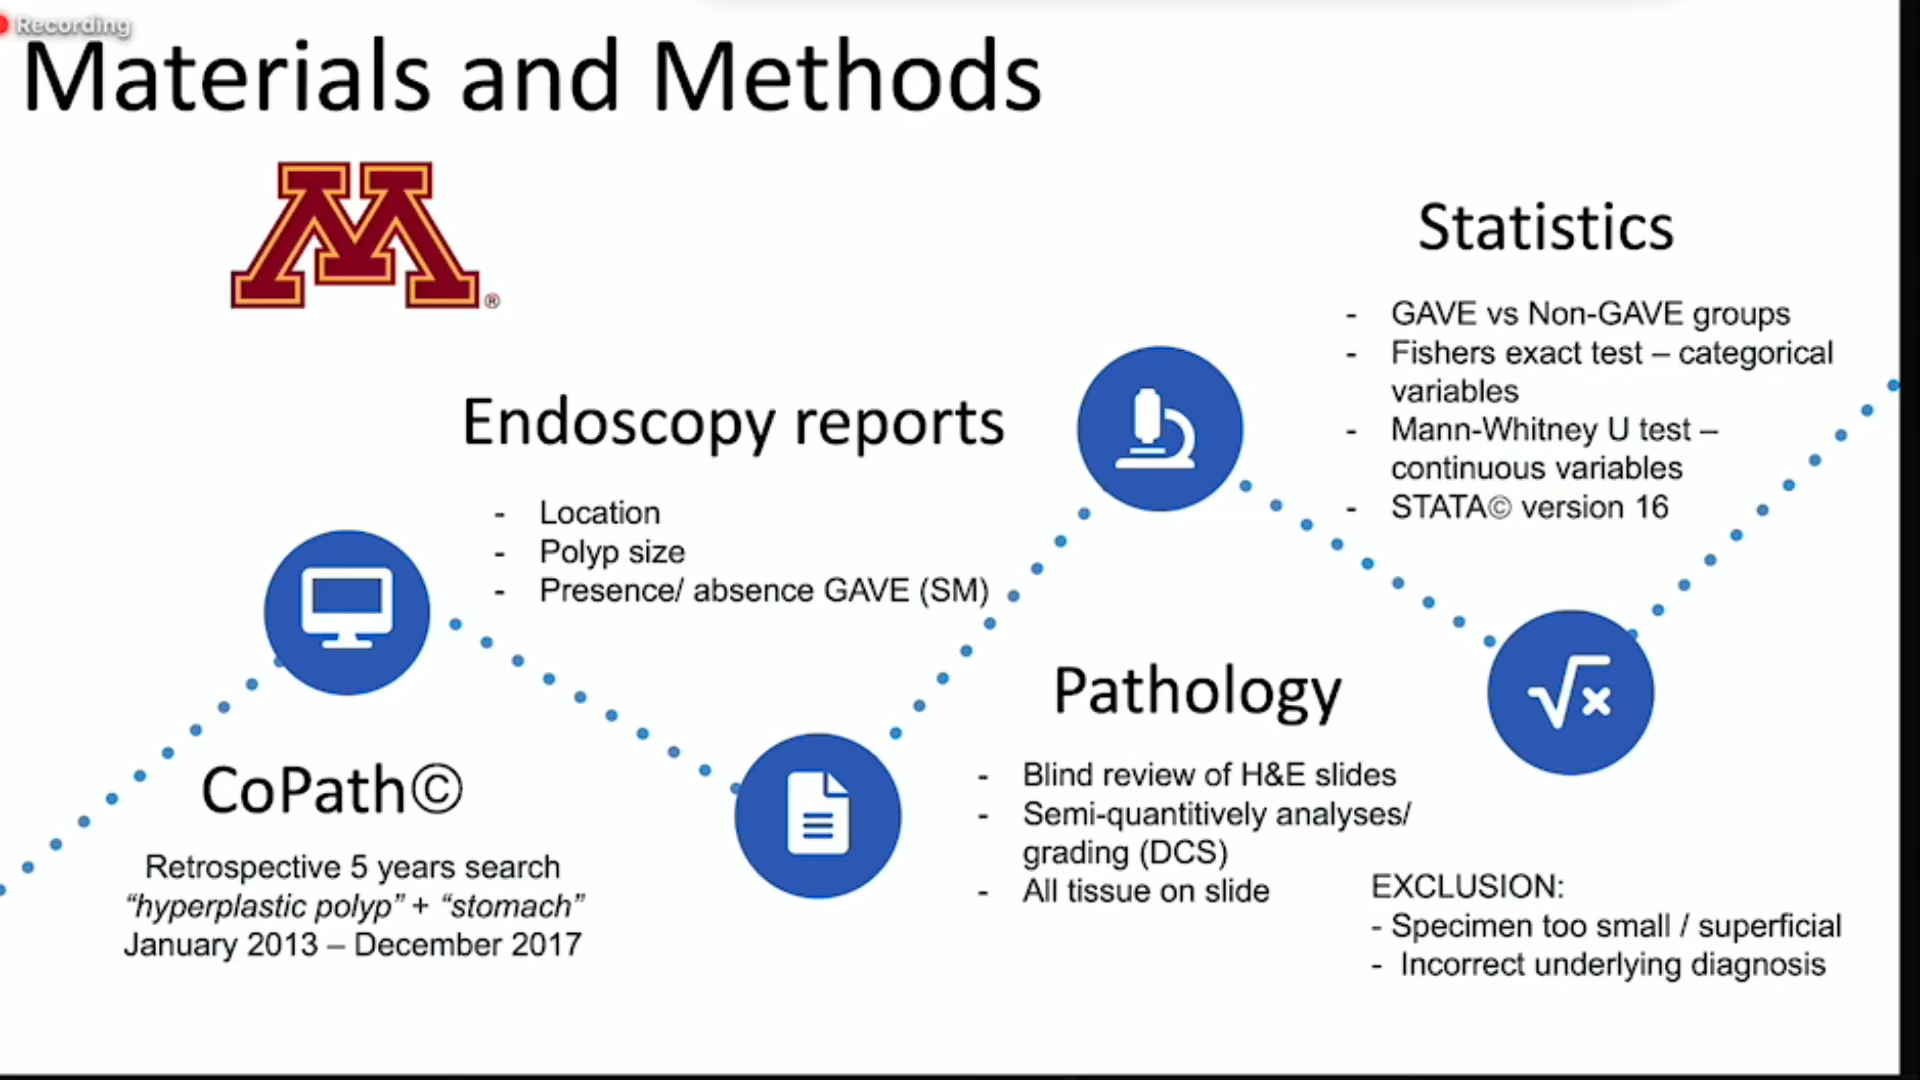 Recording
Materials and Methods
M
®
Statistics
- GAVE vs Non-GAVE groups
- Fishers exact test – categorical
variables
- Mann-Whitney U test –
continuous variables
- STATA© version 16
Endoscopy reports
- Location
- Polyp size
- Presence/ absence GAVE (SM)
√x
Pathology
- Blind review of H&E slides
- Semi-quantitively analyses/
grading (DCS)
- All tissue on slide
CoPath©
Retrospective 5 years search
“hyperplastic polyp” + “stomach”
January 2013 – December 2017
EXCLUSION:
- Specimen too small / superficial
- Incorrect underlying diagnosis